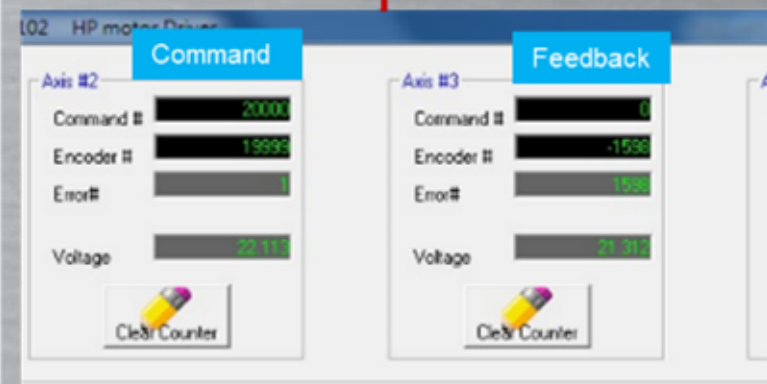 102 HP motor Driver
Command
Feedback
Axis #2
Command # 20000
Encoder # 19999
Error# 1
Voltage 22.113
Clear Counter
Axis #3
Command # 0
Encoder # -1598
Error# 1598
Voltage 21.312
Clear Counter